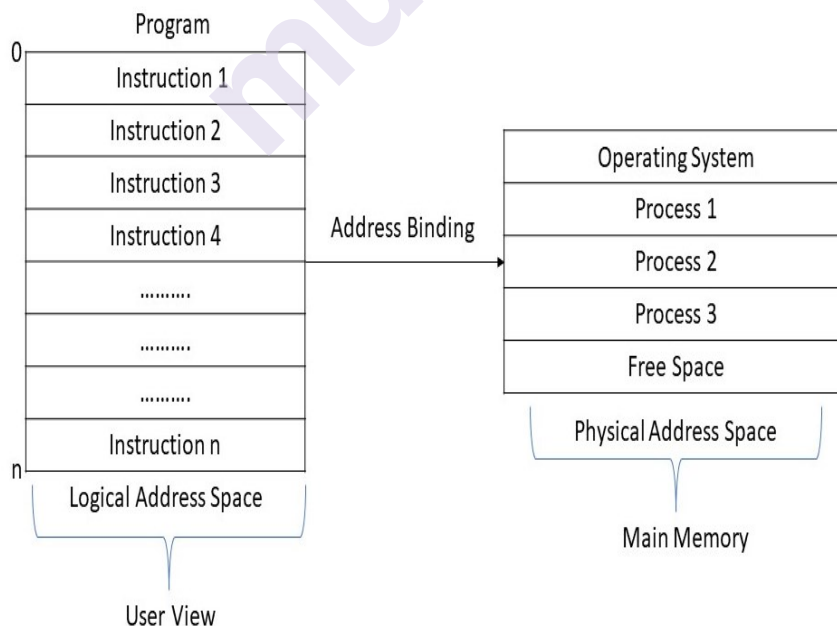 Program
0
Instruction 1
Instruction 2
Instruction 3
Instruction 4
..........
..........
..........
Instruction n
n
Logical Address Space
User View
Address Binding
Operating System
Process 1
Process 2
Process 3
Free Space
Physical Address Space
Main Memory